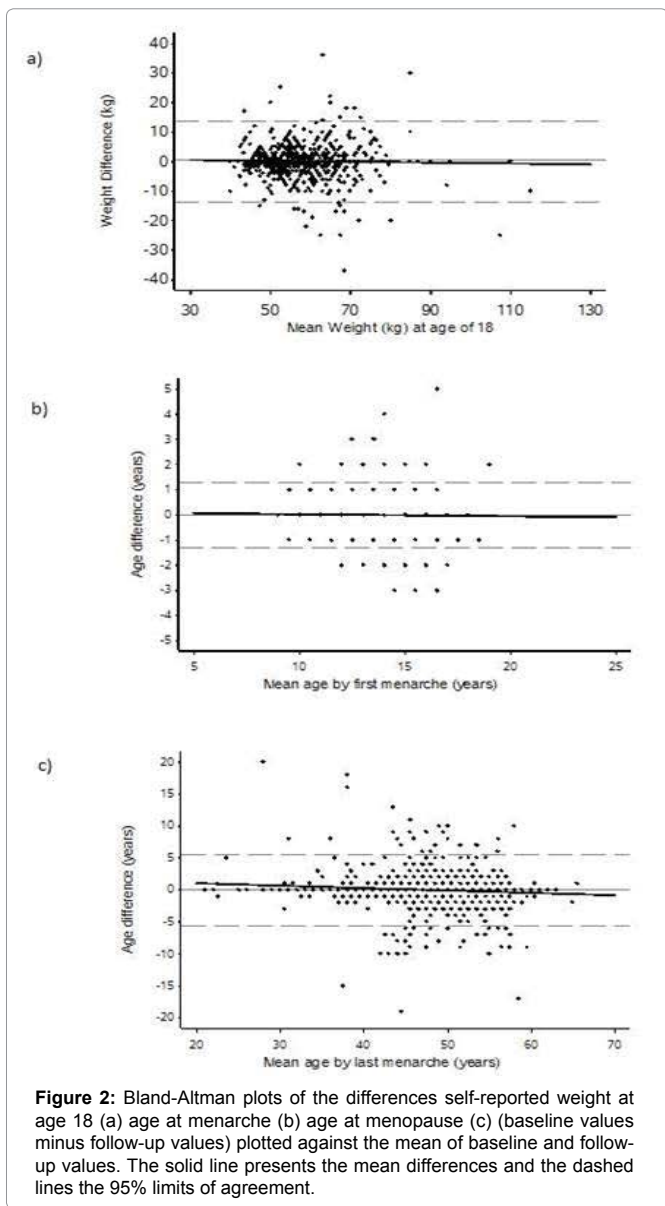 a)
40
30
20
10
0
-10
-20
-30
-40
Weight Difference (kg)
30 50 70 90 110 130
Mean Weight (kg) at age of 18
b)
5
4
3
2
1
0
-1
-2
-3
-4
-5
Age difference (years)
5 10 15 20 25
Mean age by first menarche (years)
c)
20
15
10
5
0
-5
-10
-15
-20
Age difference (years)
20 30 40 50 60 70
Mean age by last menarche (years)
Figure 2: Bland-Altman plots of the differences self-reported weight at
age 18 (a) age at menarche (b) age at menopause (c) (baseline values
minus follow-up values) plotted against the mean of baseline and follow-
up values. The solid line presents the mean differences and the dashed
lines the 95% limits of agreement.